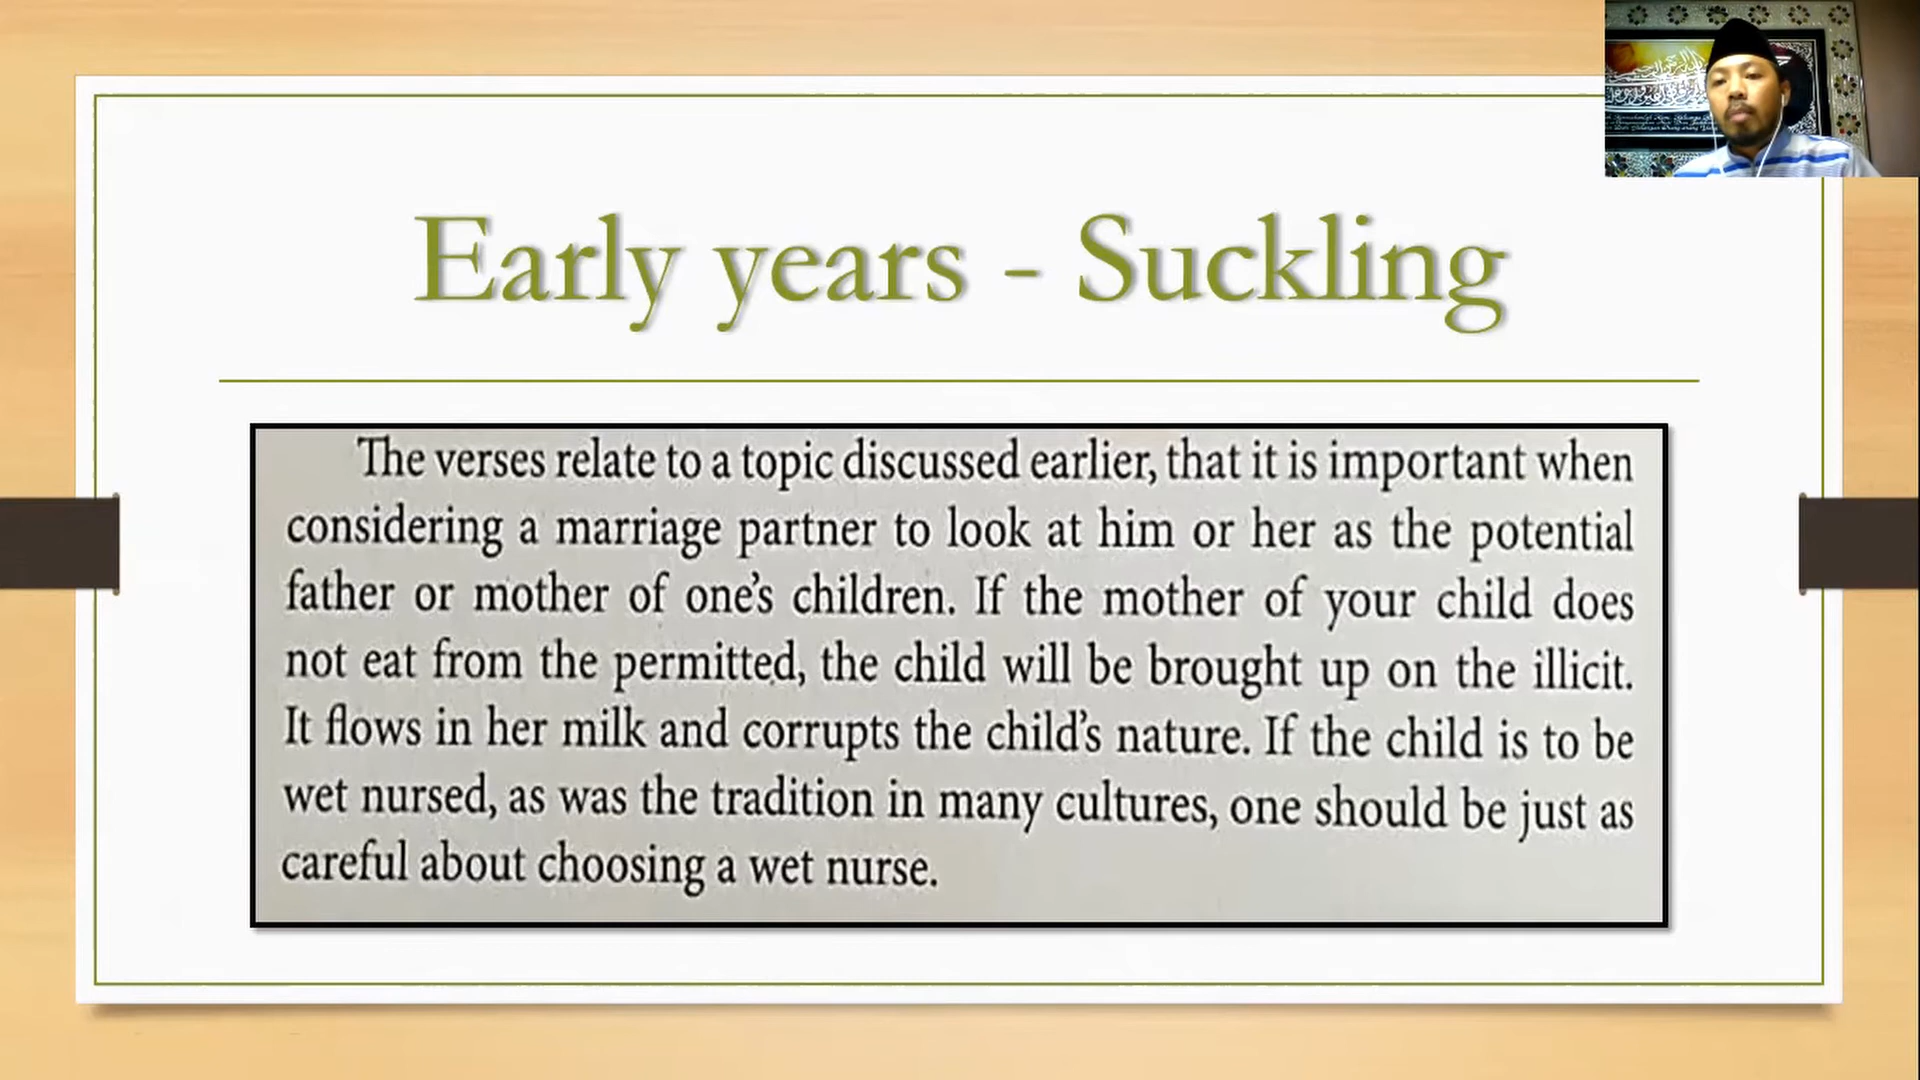 Early years - Suckling
The verses relate to a topic discussed earlier, that it is important when
considering a marriage partner to look at him or her as the potential
father or mother of one's children. If the mother of your child does
not eat from the permitted, the child will be brought up on the illicit.
It flows in her milk and corrupts the child's nature. If the child is to be
wet nursed, as was the tradition in many cultures, one should be just as
careful about choosing a wet nurse.